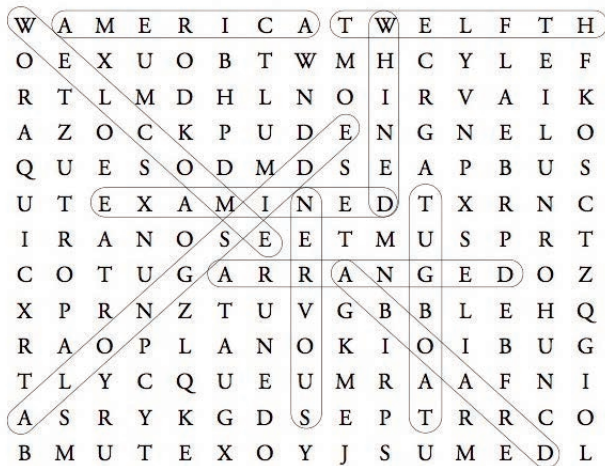 W A M E R I C A T W E L F T H
O E X U O B T W M H C Y L E F
R T L M D H L N O I R V A I K
A Z O C K P U D E N G N E L O
Q U E S O D M D S E A P B U S
U T E X A M I N E D T X R N C
I R A N O S E E T M U S P R T
C O T U G A R R A N G E D O Z
X P R N Z T U V G B B L E H Q
R A O P L A N O K I O I B U G
T L Y C Q U E U M R A A F N I
A S R Y K G D S E P T R R C O
B M U T E X O Y J S U M E D L